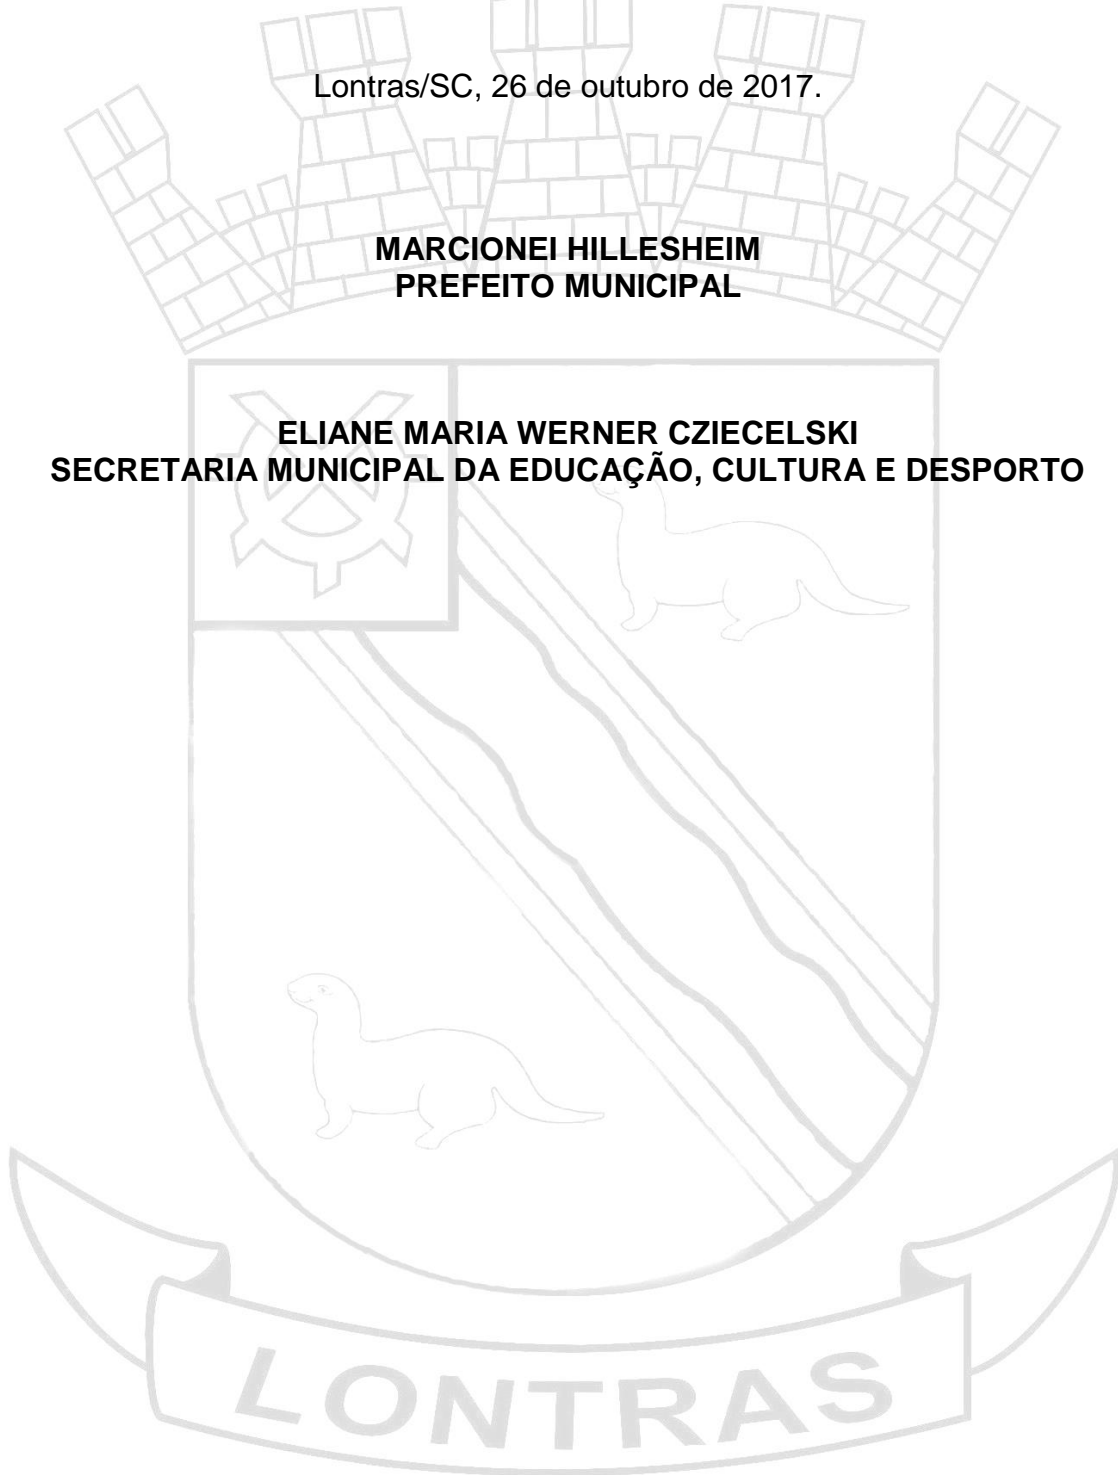 Lontras/SC, 26 de outubro de 2017.
MARCIONEI HILLESHEIM
PREFEITO MUNICIPAL
ELIANE MARIA WERNER CZIECELSKI
SECRETARIA MUNICIPAL DA EDUCAÇÃO, CULTURA E DESPORTO
LONTRAS